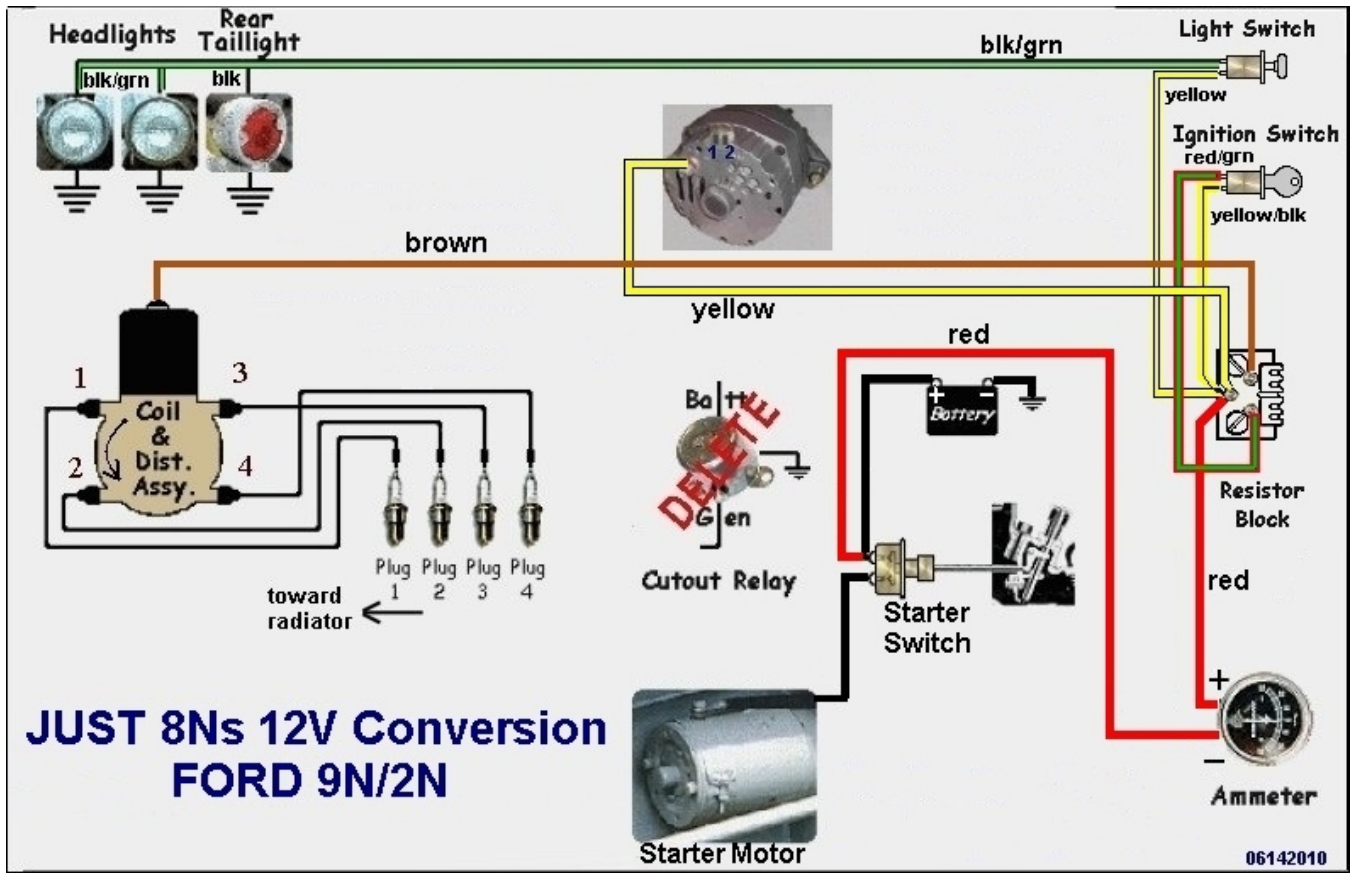 Headlights
Rear
Taillight
blk/grn
blk
blk/grn
Light Switch
yellow
Ignition Switch
red/grn
yellow/blk
1 2
brown
yellow
red
1
3
2
4
Coil
&
Dist.
Assy.
Plug
1
Plug
2
Plug
3
Plug
4
toward
radiator
Batt
DELETE
Gen
Cutout Relay
+ -
Battery
Starter
Switch
Resistor
Block
red
+
-
Ammeter
Starter Motor
JUST 8Ns 12V Conversion
FORD 9N/2N
06142010